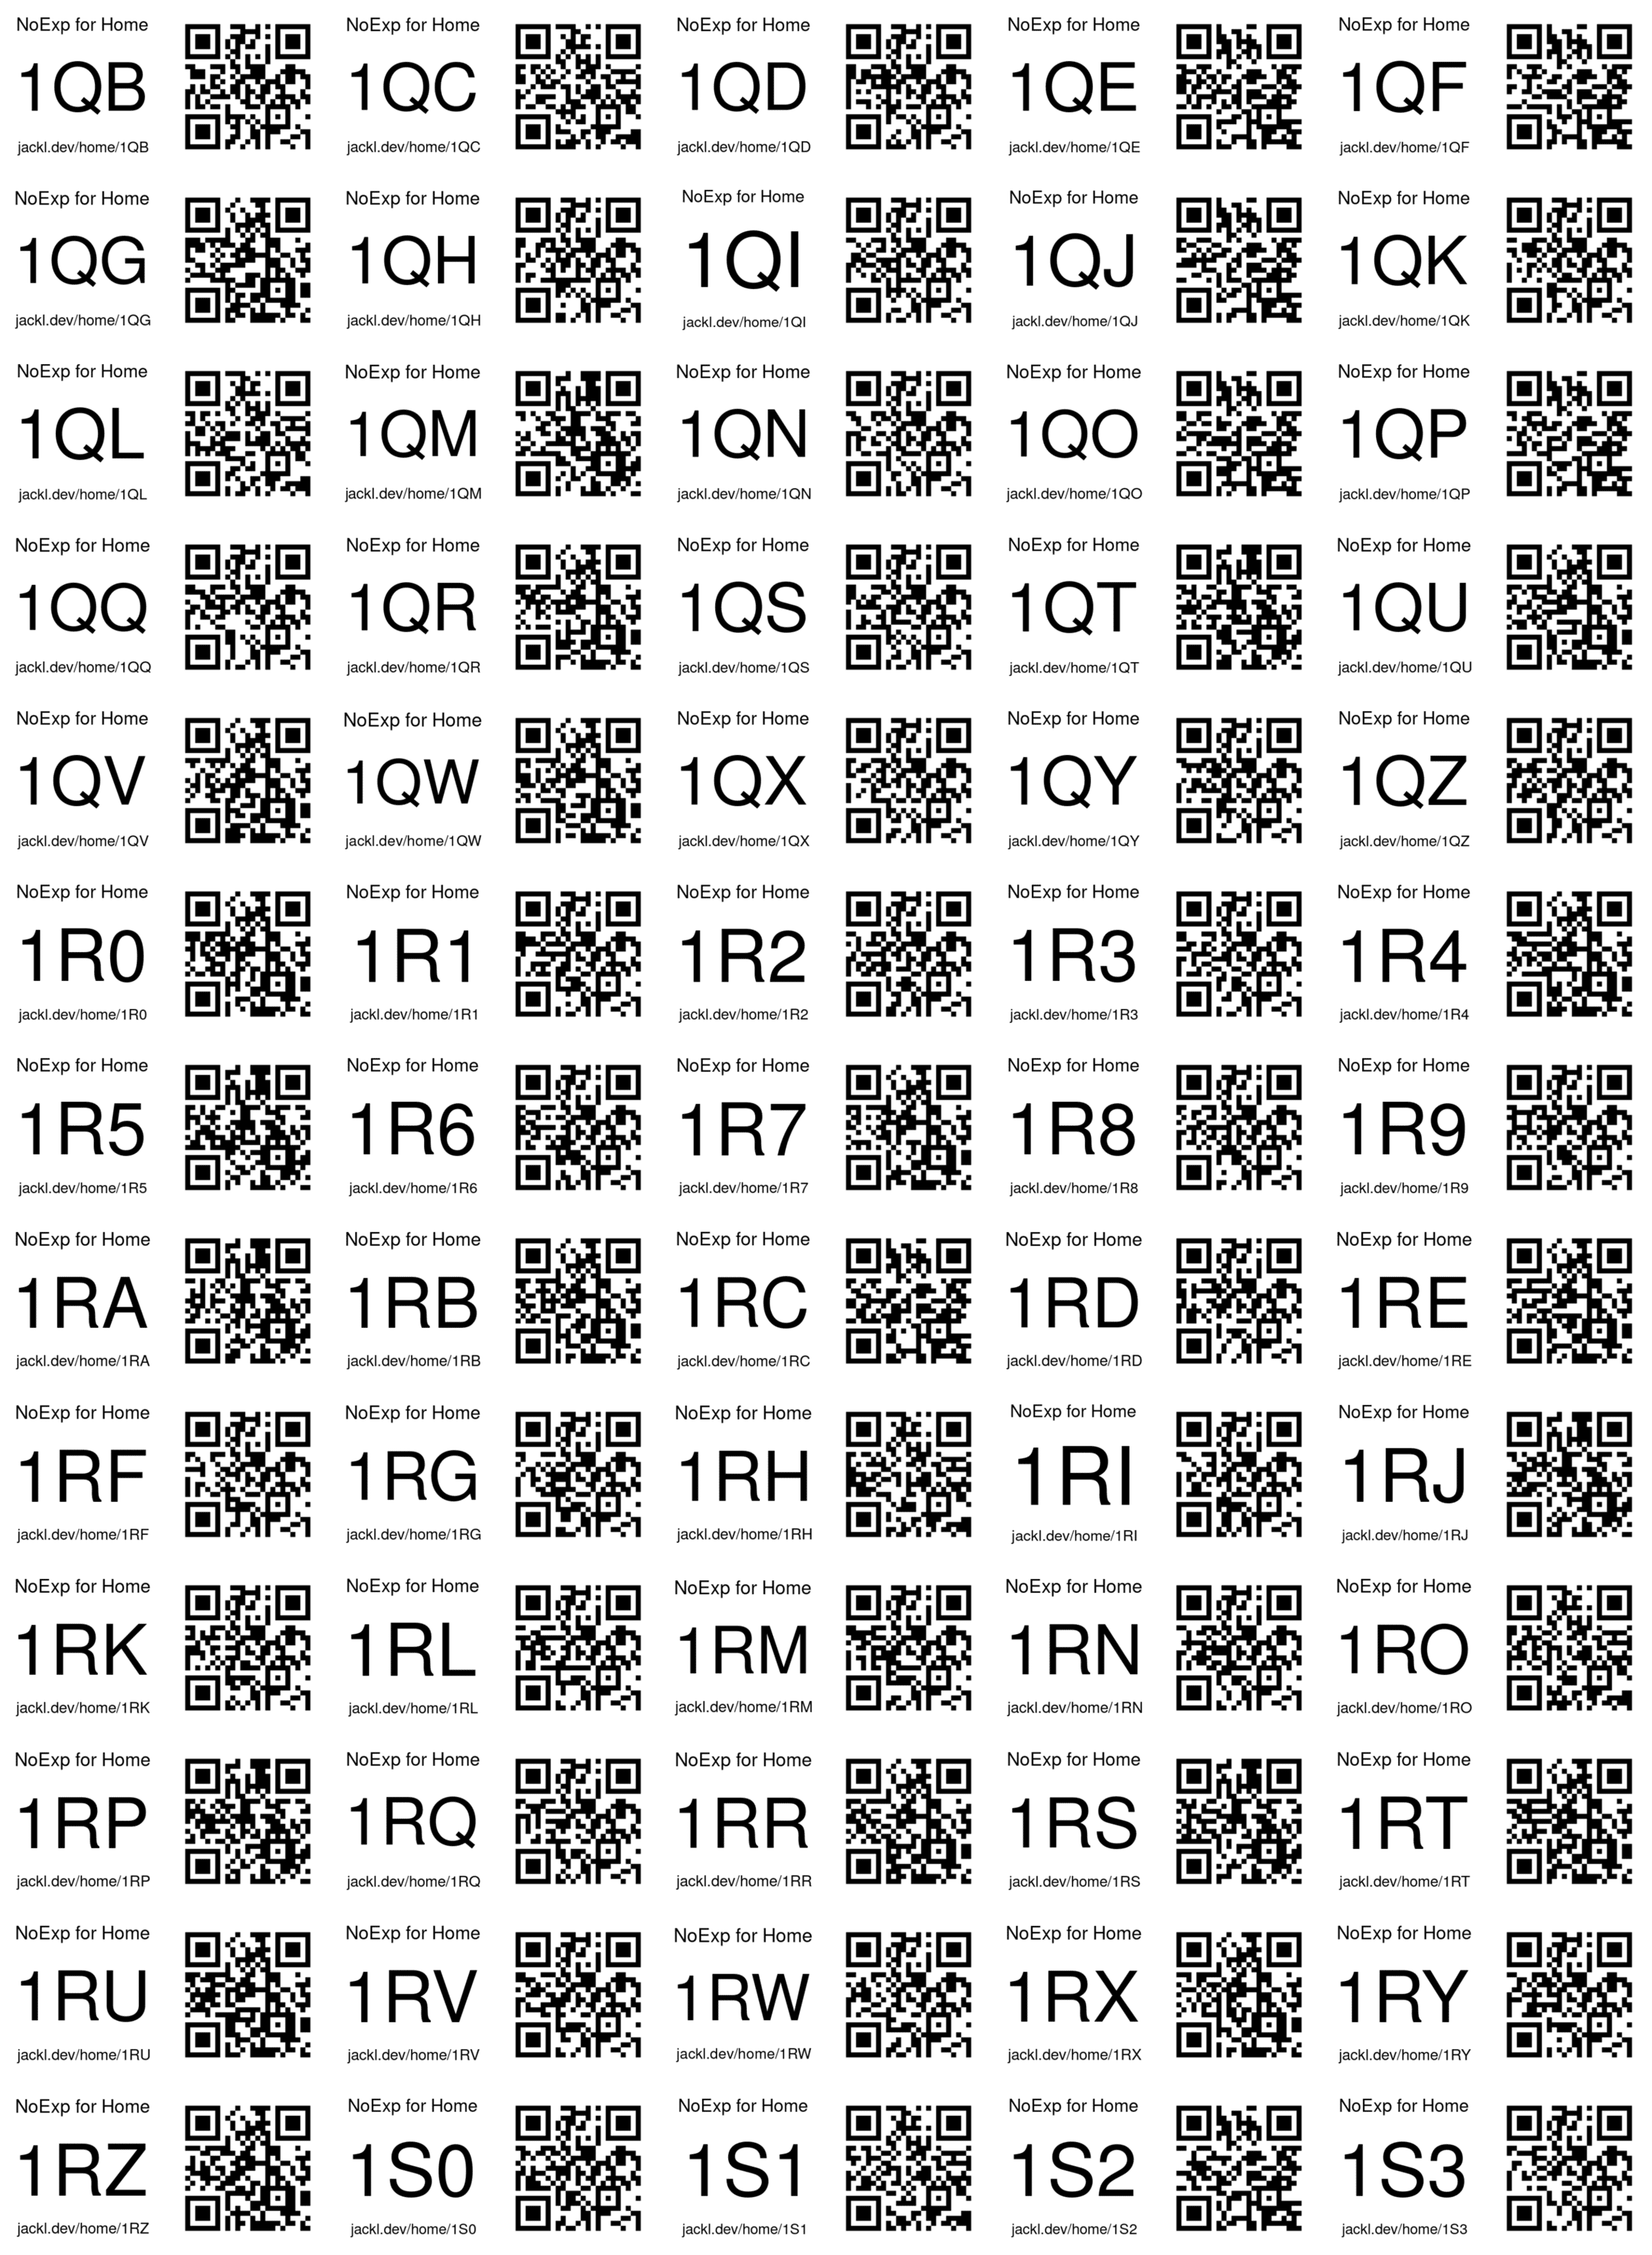 NoExp for Home
1QB
jackl.dev/home/1QB
NoExp for Home
1QC
jackl.dev/home/1QC
NoExp for Home
1QD
jackl.dev/home/1QD
NoExp for Home
1QE
jackl.dev/home/1QE
NoExp for Home
1QF
jackl.dev/home/1QF
NoExp for Home
1QG
jackl.dev/home/1QG
NoExp for Home
1QH
jackl.dev/home/1QH
NoExp for Home
1QI
jackl.dev/home/1QI
NoExp for Home
1QJ
jackl.dev/home/1QJ
NoExp for Home
1QK
jackl.dev/home/1QK
NoExp for Home
1QL
jackl.dev/home/1QL
NoExp for Home
1QM
jackl.dev/home/1QM
NoExp for Home
1QN
jackl.dev/home/1QN
NoExp for Home
1QO
jackl.dev/home/1QO
NoExp for Home
1QP
jackl.dev/home/1QP
NoExp for Home
1QQ
jackl.dev/home/1QQ
NoExp for Home
1QR
jackl.dev/home/1QR
NoExp for Home
1QS
jackl.dev/home/1QS
NoExp for Home
1QT
jackl.dev/home/1QT
NoExp for Home
1QU
jackl.dev/home/1QU
NoExp for Home
1QV
jackl.dev/home/1QV
NoExp for Home
1QW
jackl.dev/home/1QW
NoExp for Home
1QX
jackl.dev/home/1QX
NoExp for Home
1QY
jackl.dev/home/1QY
NoExp for Home
1QZ
jackl.dev/home/1QZ
NoExp for Home
1R0
jackl.dev/home/1R0
NoExp for Home
1R1
jackl.dev/home/1R1
NoExp for Home
1R2
jackl.dev/home/1R2
NoExp for Home
1R3
jackl.dev/home/1R3
NoExp for Home
1R4
jackl.dev/home/1R4
NoExp for Home
1R5
jackl.dev/home/1R5
NoExp for Home
1R6
jackl.dev/home/1R6
NoExp for Home
1R7
jackl.dev/home/1R7
NoExp for Home
1R8
jackl.dev/home/1R8
NoExp for Home
1R9
jackl.dev/home/1R9
NoExp for Home
1RA
jackl.dev/home/1RA
NoExp for Home
1RB
jackl.dev/home/1RB
NoExp for Home
1RC
jackl.dev/home/1RC
NoExp for Home
1RD
jackl.dev/home/1RD
NoExp for Home
1RE
jackl.dev/home/1RE
NoExp for Home
1RF
jackl.dev/home/1RF
NoExp for Home
1RG
jackl.dev/home/1RG
NoExp for Home
1RH
jackl.dev/home/1RH
NoExp for Home
1RI
jackl.dev/home/1RI
NoExp for Home
1RJ
jackl.dev/home/1RJ
NoExp for Home
1RK
jackl.dev/home/1RK
NoExp for Home
1RL
jackl.dev/home/1RL
NoExp for Home
1RM
jackl.dev/home/1RM
NoExp for Home
1RN
jackl.dev/home/1RN
NoExp for Home
1RO
jackl.dev/home/1RO
NoExp for Home
1RP
jackl.dev/home/1RP
NoExp for Home
1RQ
jackl.dev/home/1RQ
NoExp for Home
1RR
jackl.dev/home/1RR
NoExp for Home
1RS
jackl.dev/home/1RS
NoExp for Home
1RT
jackl.dev/home/1RT
NoExp for Home
1RU
jackl.dev/home/1RU
NoExp for Home
1RV
jackl.dev/home/1RV
NoExp for Home
1RW
jackl.dev/home/1RW
NoExp for Home
1RX
jackl.dev/home/1RX
NoExp for Home
1RY
jackl.dev/home/1RY
NoExp for Home
1RZ
jackl.dev/home/1RZ
NoExp for Home
1S0
jackl.dev/home/1S0
NoExp for Home
1S1
jackl.dev/home/1S1
NoExp for Home
1S2
jackl.dev/home/1S2
NoExp for Home
1S3
jackl.dev/home/1S3